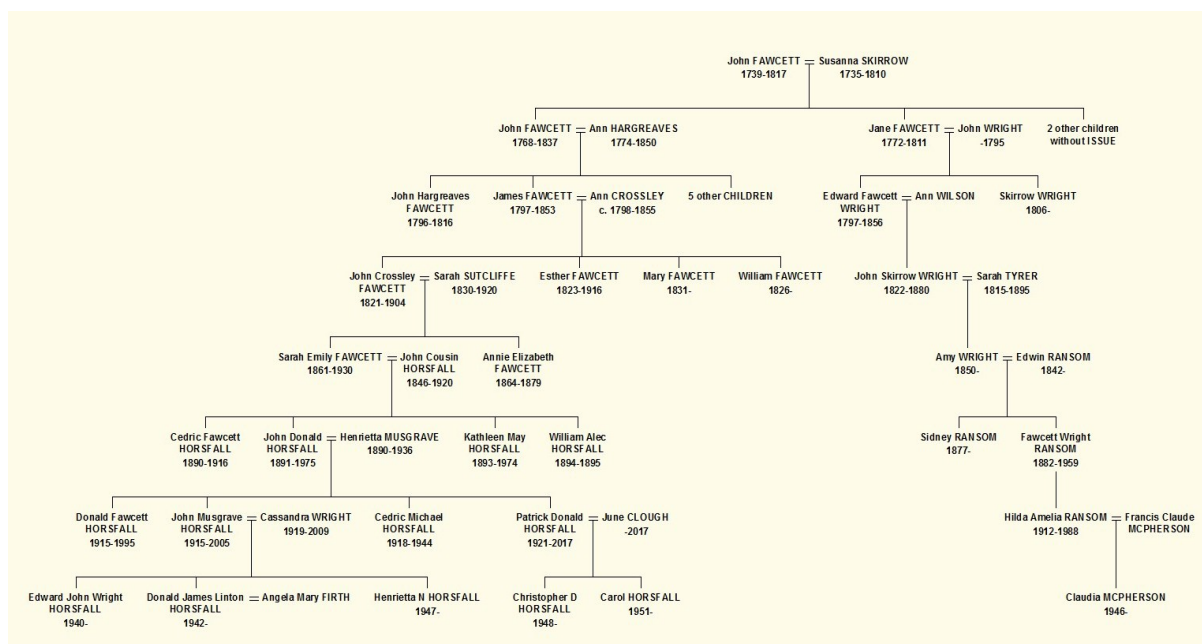 John FAWCETT = Susanna SKIRROW
1739-1817 1735-1810
John FAWCETT = Ann HARGREAVES Jane FAWCETT = John WRIGHT 2 other children
1768-1837 1774-1850 1772-1811 -1795 without ISSUE
John Hargreaves James FAWCETT = Ann CROSSLEY 5 other CHILDREN Edward Fawcett = Ann WILSON Skirrow WRIGHT
FAWCETT 1797-1853 c. 1798-1855 WRIGHT 1806-
1796-1816 1797-1856
John Crossley = Sarah SUTCLIFFE Esther FAWCETT Mary FAWCETT William FAWCETT John Skirrow WRIGHT = Sarah TYRER
FAWCETT 1830-1920 1823-1916 1831- 1826- 1822-1880 1815-1895
1821-1904
Sarah Emily FAWCETT = John Cousin Annie Elizabeth Amy WRIGHT = Edwin RANSOM
1861-1930 HORSFALL FAWCETT 1850- 1842-
1846-1920 1864-1879
Cedric Fawcett John Donald = Henrietta MUSGRAVE Kathleen May William Alec Sidney RANSOM Fawcett Wright
HORSFALL HORSFALL 1890-1936 HORSFALL HORSFALL 1877- RANSOM
1890-1916 1891-1975 1893-1974 1894-1895 1882-1959
Donald Fawcett John Musgrave = Cassandra WRIGHT Cedric Michael Patrick Donald = June CLOUGH Hilda Amelia RANSOM = Francis Claude
HORSFALL HORSFALL 1919-2009 HORSFALL HORSFALL -2017 1912-1988 MCPHERSON
1915-1995 1915-2005 1918-1944 1921-2017
Edward John Wright Donald James Linton = Angela Mary FIRTH Henrietta N HORSFALL Christopher D Carol HORSFALL Claudia MCPHERSON
HORSFALL HORSFALL 1947- HORSFALL 1951- 1946-
1940- 1942- 1948-